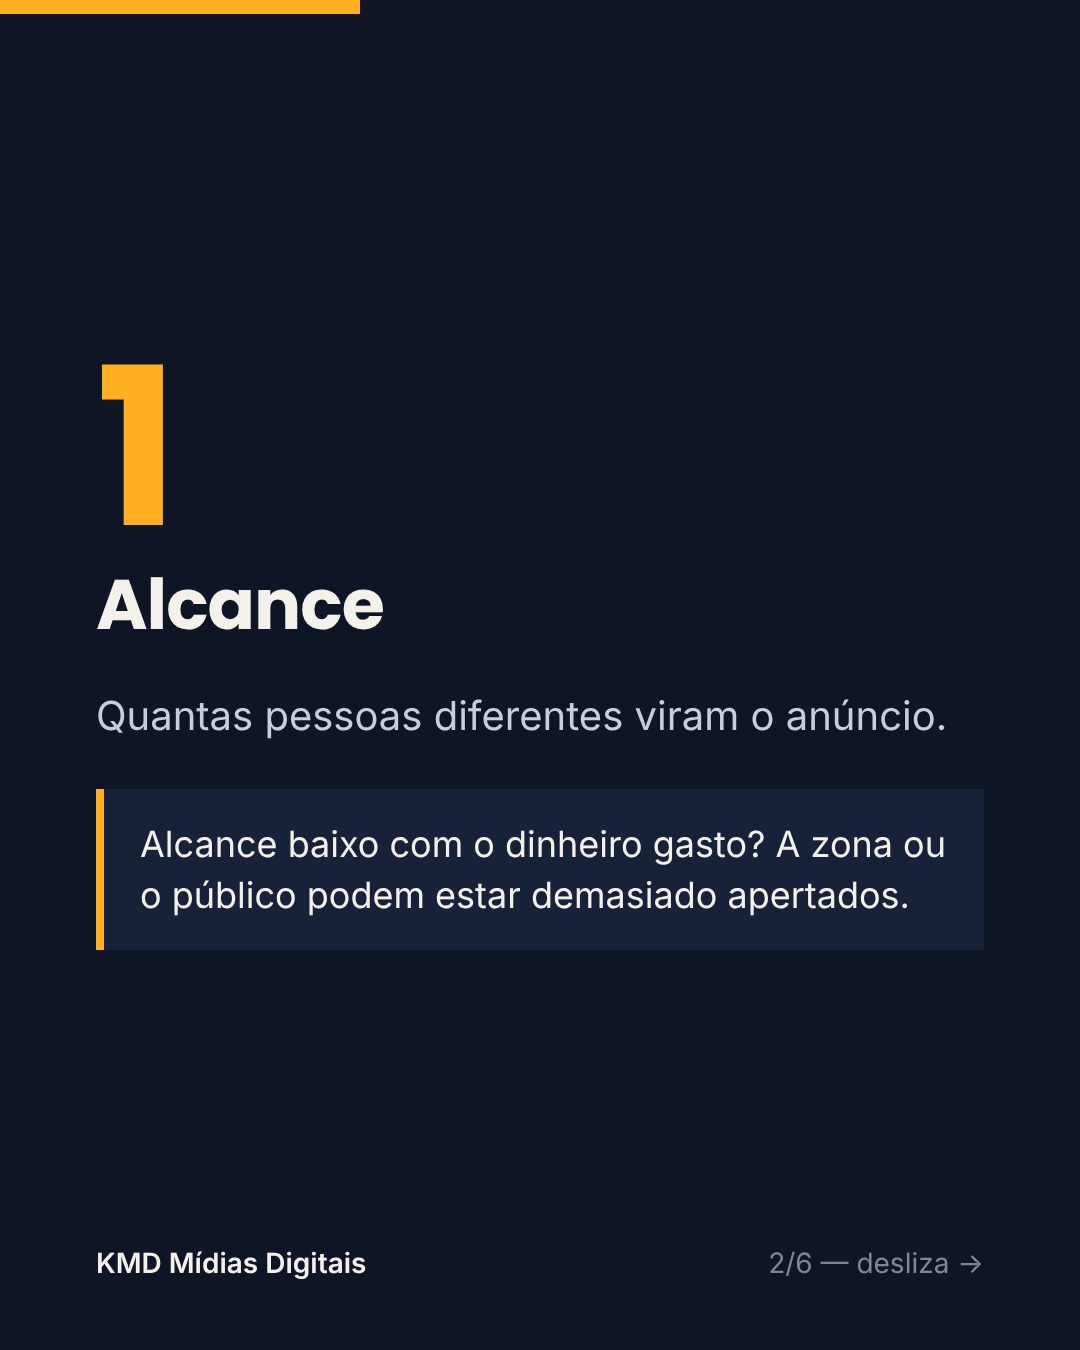 1
Alcance
Quantas pessoas diferentes viram o anúncio.
Alcance baixo com o dinheiro gasto? A zona ou
o público podem estar demasiado apertados.
KMD Mídias Digitais
2/6 — desliza →